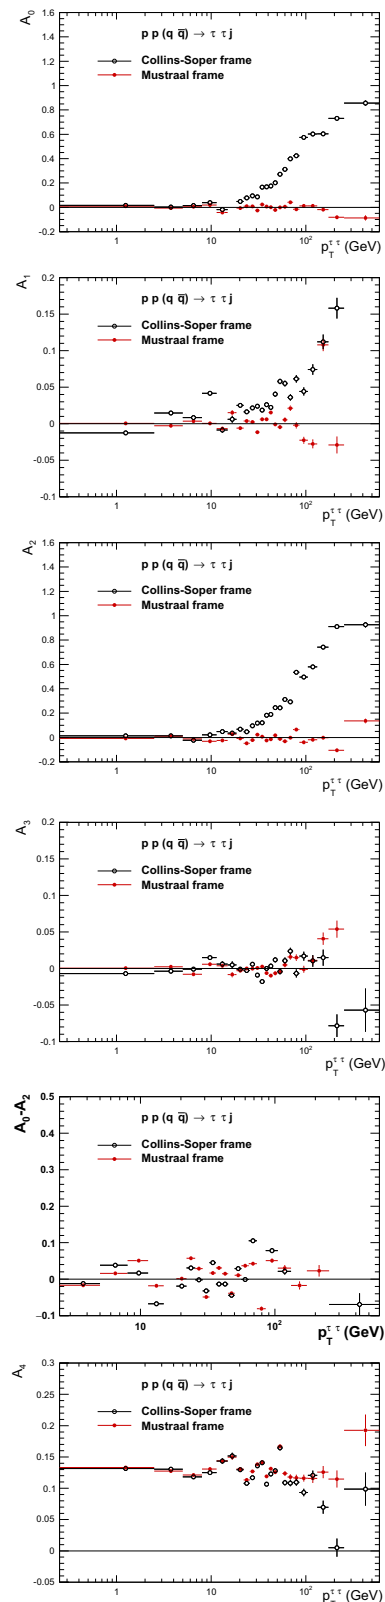 A0
1.6
p p (q q̅) → τ τ j
1.4
Collins-Soper frame
1.2
Mustraal frame
1
0.8
0.6
0.4
0.2
0
-0.2
1 10 10²
p_T^ττ (GeV)
A1
0.2
p p (q q̅) → τ τ j
0.15
Collins-Soper frame
Mustraal frame
0.1
0.05
0
-0.05
-0.1
1 10 10²
p_T^ττ (GeV)
A2
1.6
p p (q q̅) → τ τ j
1.4
Collins-Soper frame
1.2
Mustraal frame
1
0.8
0.6
0.4
0.2
0
-0.2
1 10 10²
p_T^ττ (GeV)
A3
0.2
p p (q q̅) → τ τ j
0.15
Collins-Soper frame
Mustraal frame
0.1
0.05
0
-0.05
-0.1
1 10 10²
p_T^ττ (GeV)
A0-A2
0.5
p p (q q̅) → τ τ j
0.4
Collins-Soper frame
Mustraal frame
0.3
0.2
0.1
0
-0.1
10 10²
p_T^ττ (GeV)
A4
0.3
p p (q q̅) → τ τ j
0.25
Collins-Soper frame
Mustraal frame
0.2
0.15
0.1
0.05
0
-0.05
1 10 10²
p_T^ττ (GeV)